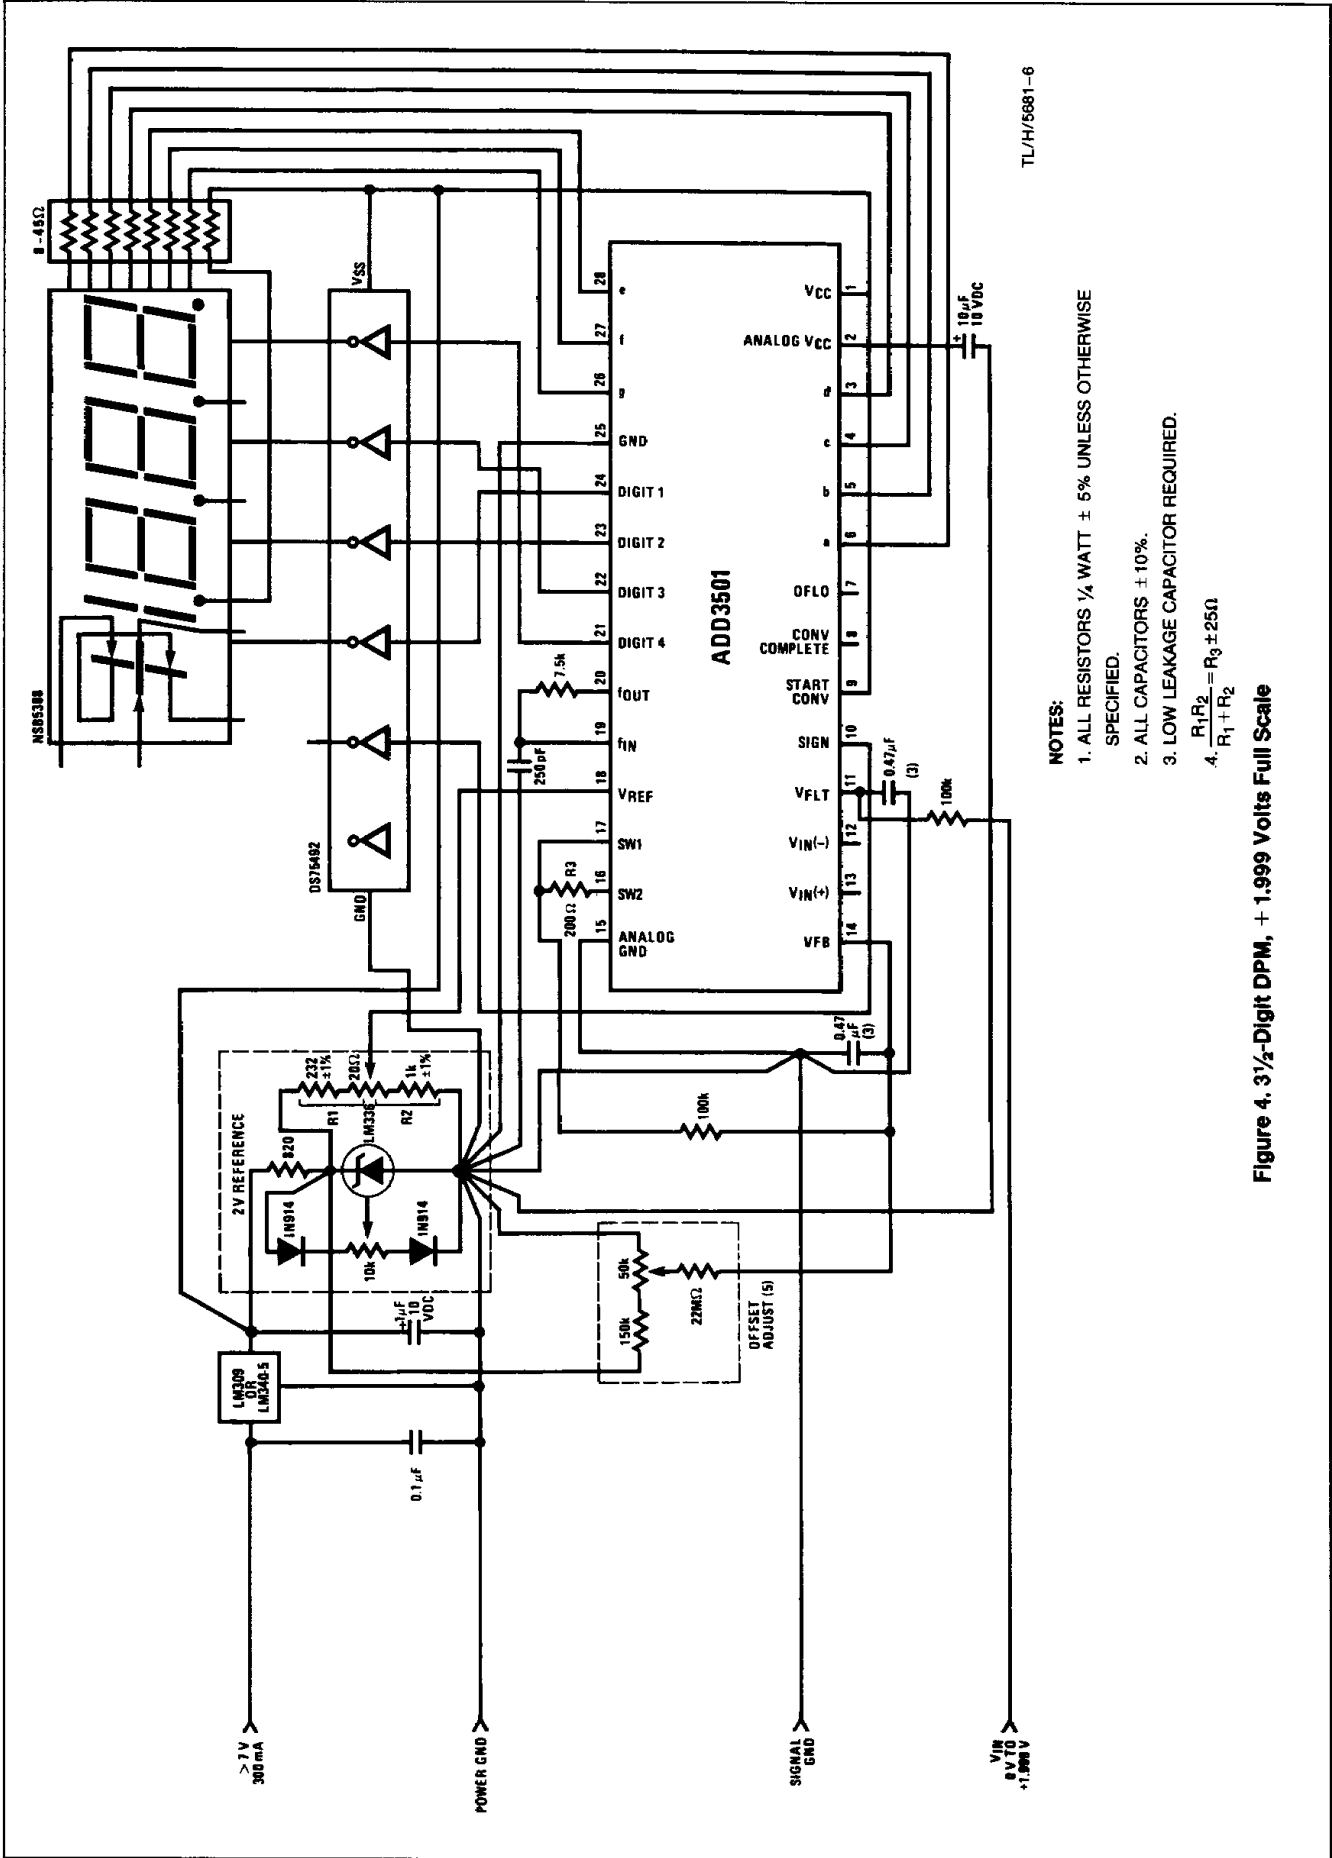 NSB5388
8-45Ω
DS75492
GND
VSS
2V REFERENCE
820
1N914
10k
1N914
LM336
R1
R2
232
±1%
20Ω
1k
±1%
LM309
OR
LM340-5
+1μF
10
VDC
0.1 μF
> 7 V
300 mA
POWER GND
SIGNAL
GND
VIN
0 V TO
+1.999 V
150k
50k
22MΩ
OFFSET
ADJUST (5)
100k
200 Ω
R3
250 pF
7.5k
ADD3501
15
ANALOG
GND
16
SW2
17
SW1
18
VREF
19
fIN
20
fOUT
21
DIGIT 4
22
DIGIT 3
23
DIGIT 2
24
DIGIT 1
25
GND
26
g
27
f
28
e
VFB
14
VIN(+)
13
VIN(-)
12
VFLT
11
SIGN
10
START
CONV
9
CONV
COMPLETE
8
OFLO
7
a
6
b
5
c
4
d
3
ANALOG VCC
2
VCC
1
0.47
μF
(3)
0.47μF
(3)
100k
+
10μF
10 VDC
TL/H/5681-6
NOTES:
1. ALL RESISTORS ¼ WATT ± 5% UNLESS OTHERWISE
SPECIFIED.
2. ALL CAPACITORS ± 10%.
3. LOW LEAKAGE CAPACITOR REQUIRED.
4. R1R2 / R1 + R2 = R3 ± 25Ω
Figure 4. 3½-Digit DPM, + 1.999 Volts Full Scale